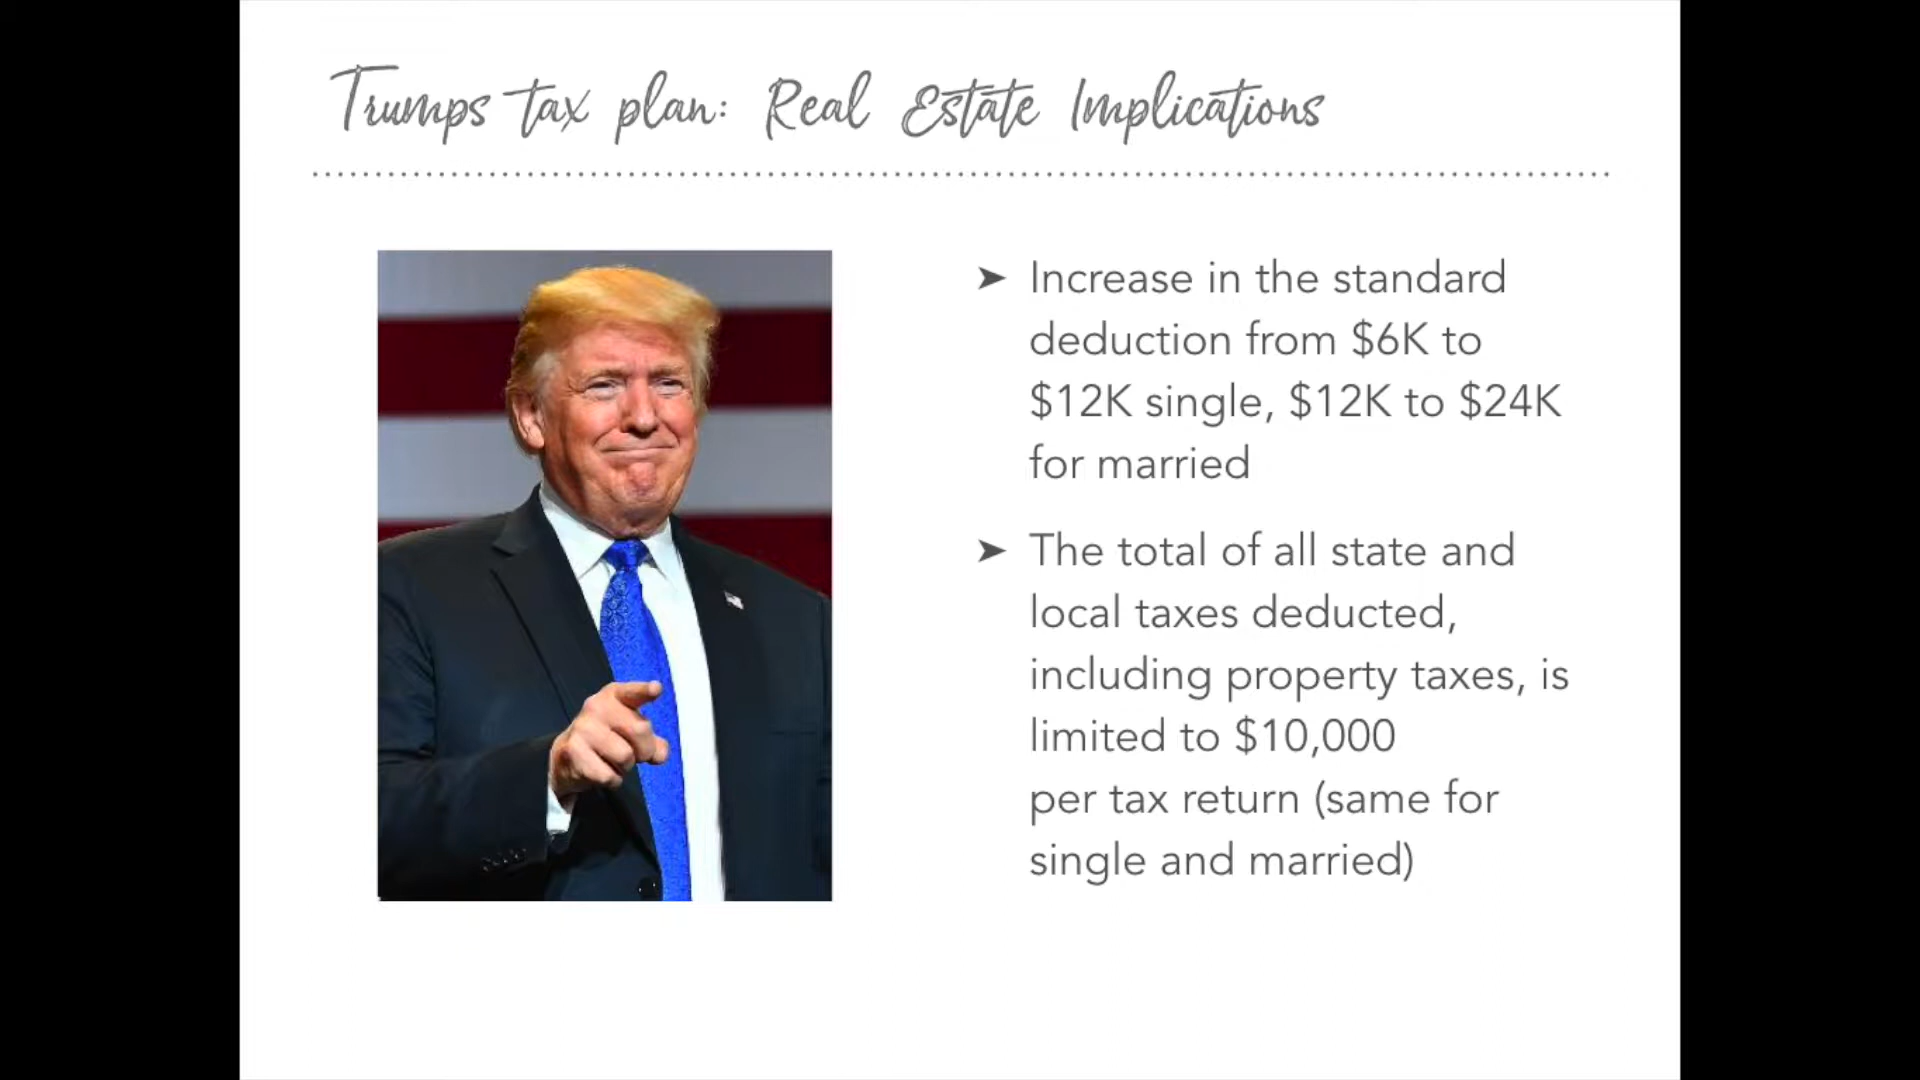 Trumps tax plan: Real Estate Implications
➤ Increase in the standard
deduction from $6K to
$12K single, $12K to $24K
for married
➤ The total of all state and
local taxes deducted,
including property taxes, is
limited to $10,000
per tax return (same for
single and married)